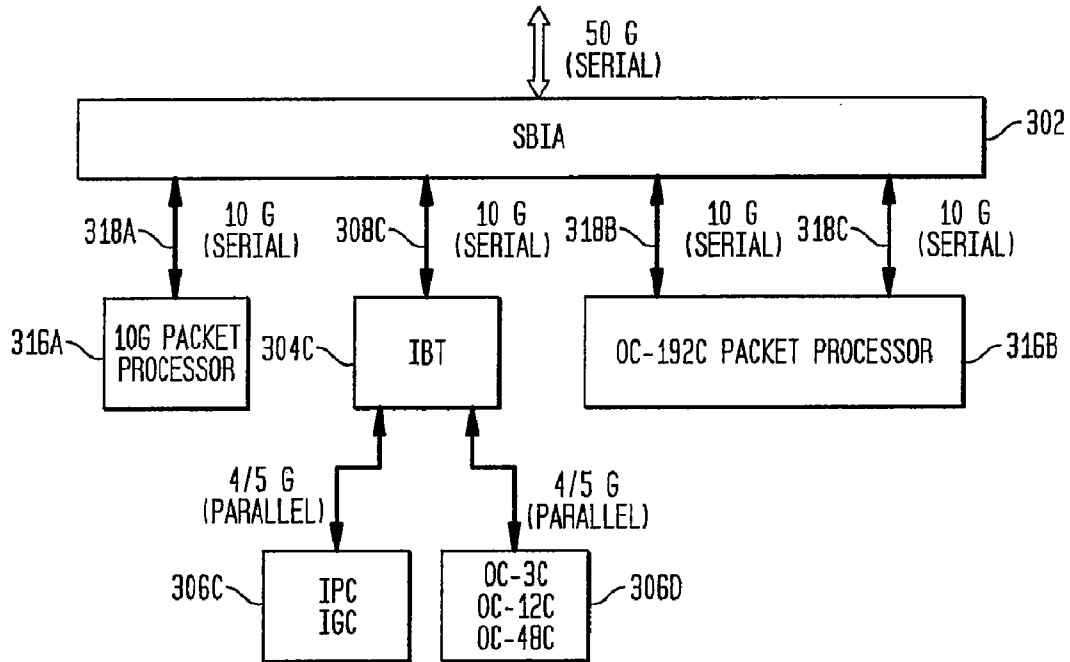 50 G
(SERIAL)
SBIA
302
318A
10 G
(SERIAL)
308C
10 G
(SERIAL)
318B
10 G
(SERIAL)
318C
10 G
(SERIAL)
316A
10G PACKET
PROCESSOR
304C
IBT
OC-192C PACKET PROCESSOR
316B
4/5 G
(PARALLEL)
4/5 G
(PARALLEL)
306C
IPC
IGC
OC-3C
OC-12C
OC-48C
306D